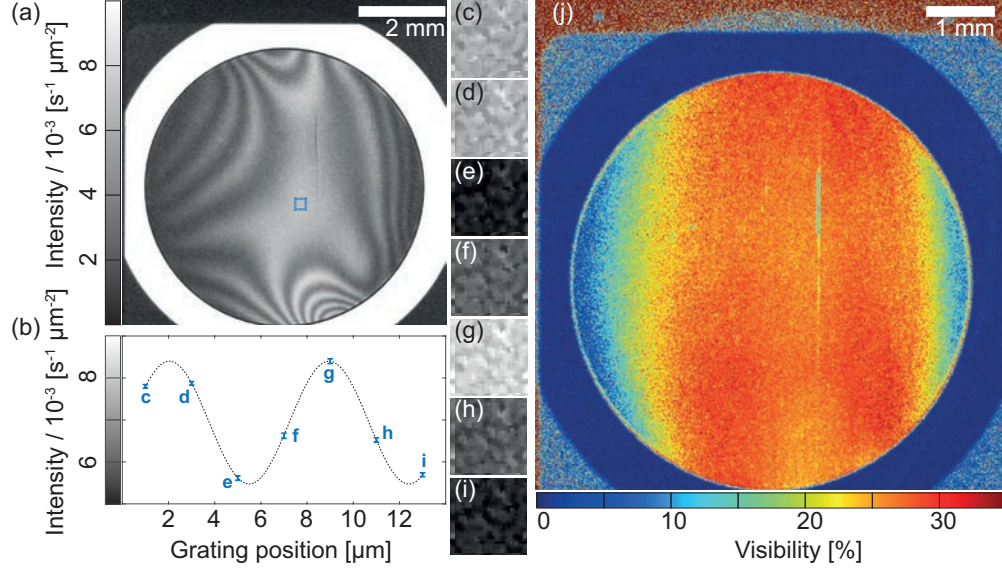 (a)
2 mm
Intensity / 10⁻³ [s⁻¹ μm⁻²]
8
6
4
2
(b)
Intensity / 10⁻³ [s⁻¹ μm⁻²]
8
6
c
d
e
f
g
h
i
2 4 6 8 10 12
Grating position [μm]
(c)
(d)
(e)
(f)
(g)
(h)
(i)
(j)
1 mm
0 10 20 30
Visibility [%]